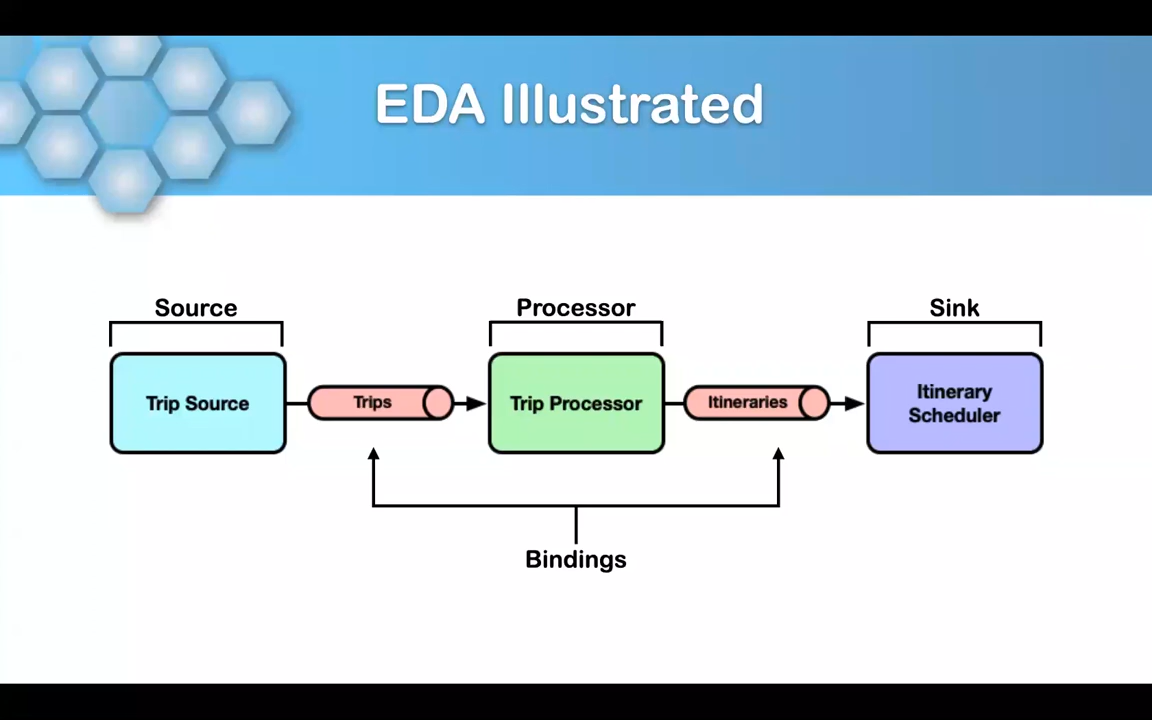 EDA Illustrated
Source
Processor
Sink
Trip Source
Trips
Trip Processor
Itineraries
Itinerary
Scheduler
Bindings